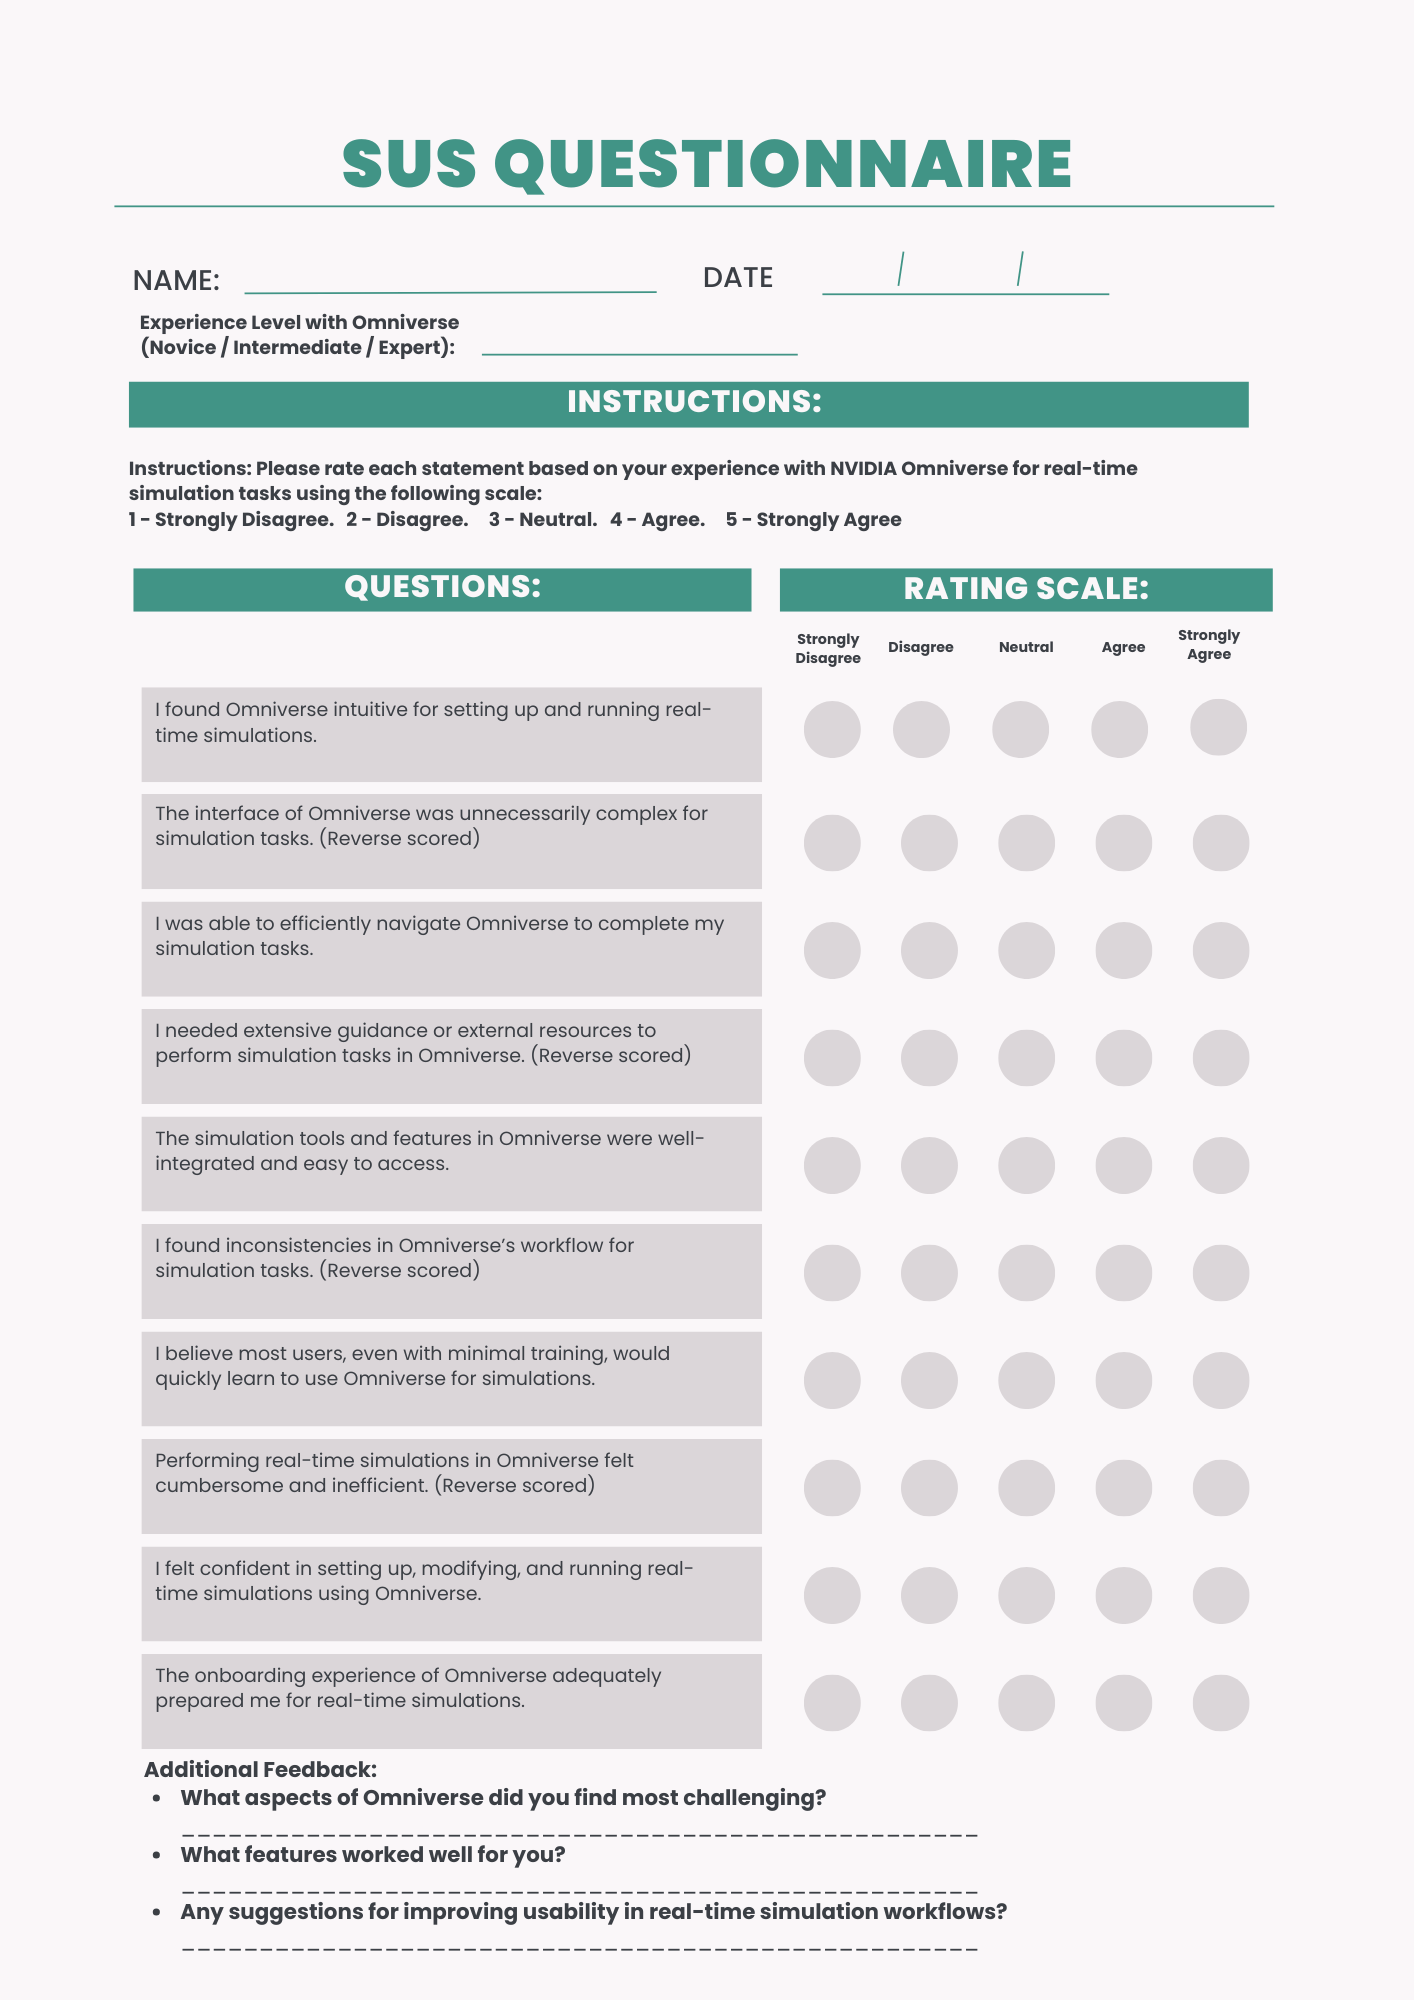 SUS QUESTIONNAIRE
NAME: DATE / /
Experience Level with Omniverse
(Novice / Intermediate / Expert):
INSTRUCTIONS:
Instructions: Please rate each statement based on your experience with NVIDIA Omniverse for real-time
simulation tasks using the following scale:
1 - Strongly Disagree. 2 - Disagree. 3 - Neutral. 4 - Agree. 5 - Strongly Agree
QUESTIONS: RATING SCALE:
Strongly Disagree Disagree Neutral Agree Strongly Agree
I found Omniverse intuitive for setting up and running real-
time simulations.
The interface of Omniverse was unnecessarily complex for
simulation tasks. (Reverse scored)
I was able to efficiently navigate Omniverse to complete my
simulation tasks.
I needed extensive guidance or external resources to
perform simulation tasks in Omniverse. (Reverse scored)
The simulation tools and features in Omniverse were well-
integrated and easy to access.
I found inconsistencies in Omniverse’s workflow for
simulation tasks. (Reverse scored)
I believe most users, even with minimal training, would
quickly learn to use Omniverse for simulations.
Performing real-time simulations in Omniverse felt
cumbersome and inefficient. (Reverse scored)
I felt confident in setting up, modifying, and running real-
time simulations using Omniverse.
The onboarding experience of Omniverse adequately
prepared me for real-time simulations.
Additional Feedback:
• What aspects of Omniverse did you find most challenging?
___________________________________________________
• What features worked well for you?
___________________________________________________
• Any suggestions for improving usability in real-time simulation workflows?
___________________________________________________